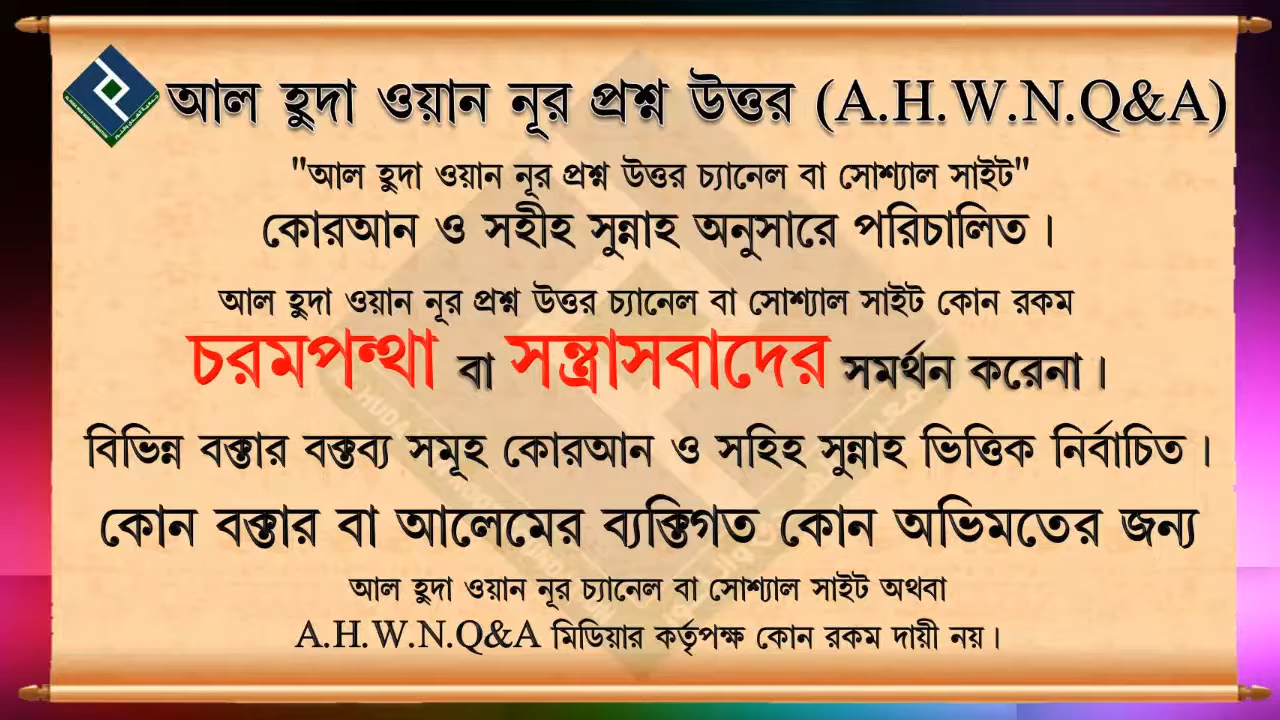 আল হুদা ওয়ান নূর প্রশ্ন উত্তর (A.H.W.N.Q&A)
"আল হুদা ওয়ান নূর প্রশ্ন উত্তর চ্যানেল বা সোশ্যাল সাইট"
কোরআন ও সহীহ সুন্নাহ অনুসারে পরিচালিত।
আল হুদা ওয়ান নূর প্রশ্ন উত্তর চ্যানেল বা সোশ্যাল সাইট কোন রকম
চরমপন্থা বা সন্ত্রাসবাদের সমর্থন করেনা।
বিভিন্ন বক্তার বক্তব্য সমূহ কোরআন ও সহিহ সুন্নাহ ভিত্তিক নির্বাচিত।
কোন বক্তার বা আলেমের ব্যক্তিগত কোন অভিমতের জন্য
আল হুদা ওয়ান নূর চ্যানেল বা সোশ্যাল সাইট অথবা
A.H.W.N.Q&A মিডিয়ার কর্তৃপক্ষ কোন রকম দায়ী নয়।